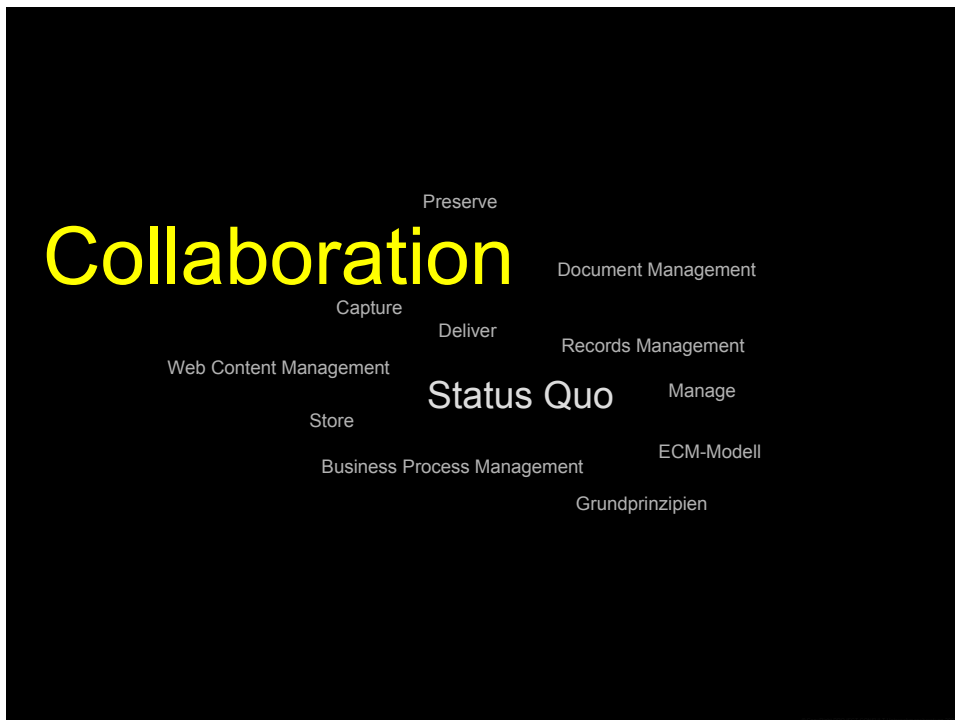 Preserve
Collaboration
Document Management
Capture
Deliver
Records Management
Web Content Management
Status Quo
Manage
Store
ECM-Modell
Business Process Management
Grundprinzipien